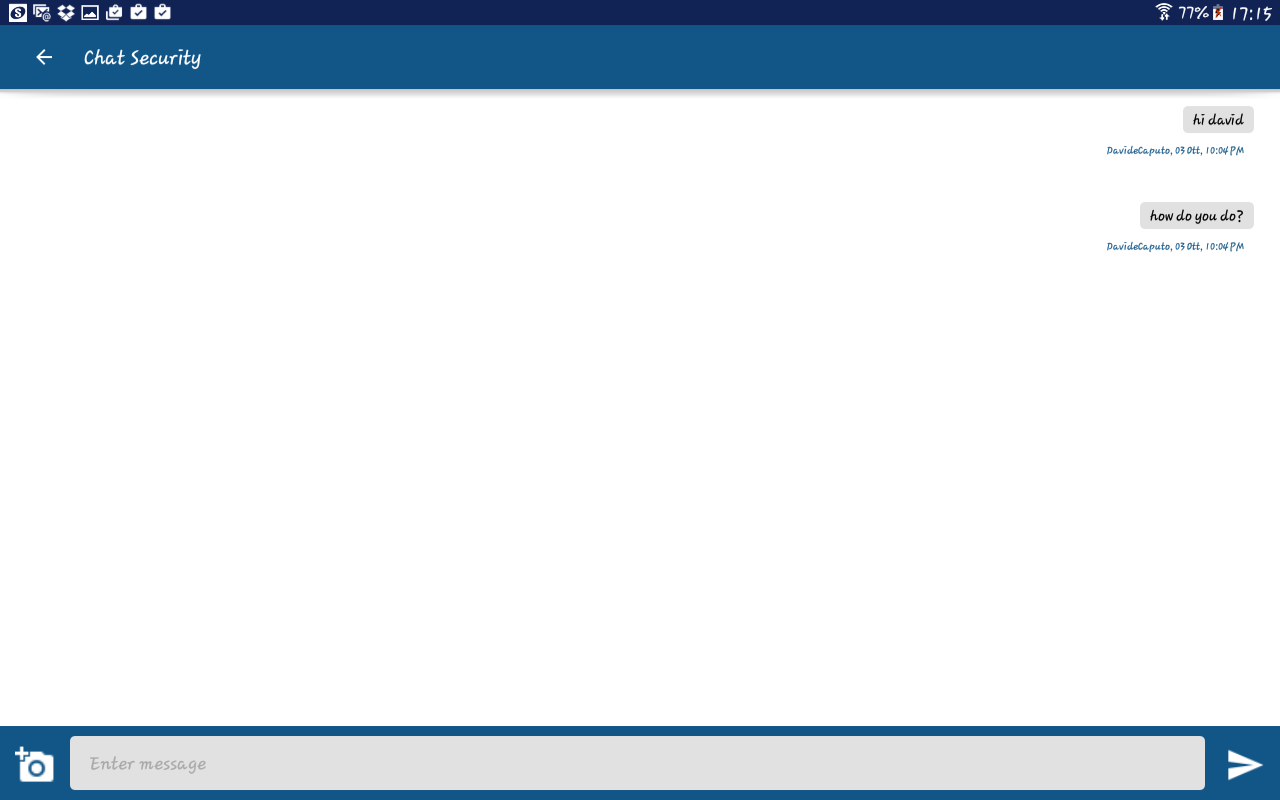 77% 17:15
Chat Security
hi david
DavideCaputo, 03 Ott, 10:04 PM
how do you do?
DavideCaputo, 03 Ott, 10:04 PM
Enter message